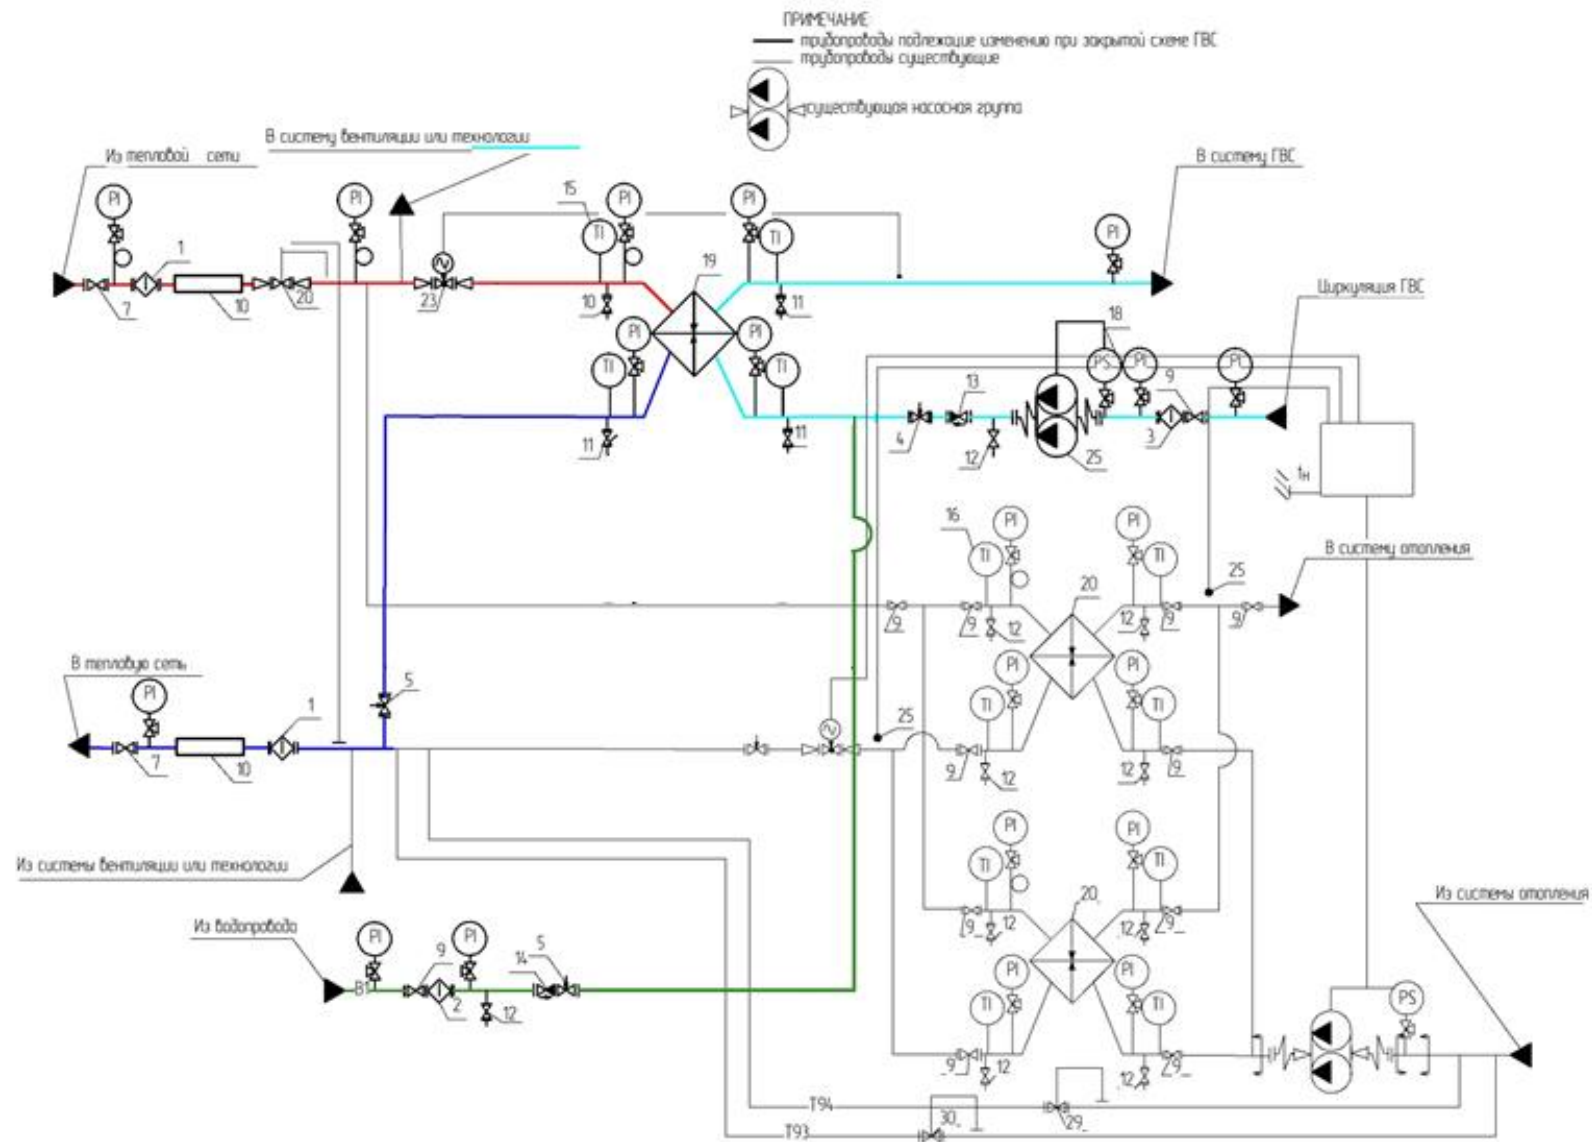 ПРИМЕЧАНИЕ
трубопроводы подлежащие изменению при закрытой схеме ГВС
трубопроводы существующие
существующая насосная группа
В систему вентиляции или технологии
Из тепловой сети
В систему ГВС
PI
PI
15
PI
PI
TI
TI
PI
1
19
7
10
20
23
10
11
Циркуляция ГВС
18
PI
PI
TI
TI
PS
PI
PI
13
9
11
11
4
12
25
3
tн
16
PI
PI
TI
TI
В систему отопления
25
20
9
9
12
12
9
9
В тепловую сеть
PI
1
5
PI
PI
TI
TI
25
7
10
9
12
12
9
PI
PI
TI
TI
Из системы вентиляции или технологии
Из системы отопления
20
9
12
12
9
Из водопровода
PI
PI
9
14
5
В1
2
12
PI
PI
TI
TI
PS
9
12
12
9
Т94
30
29
Т93